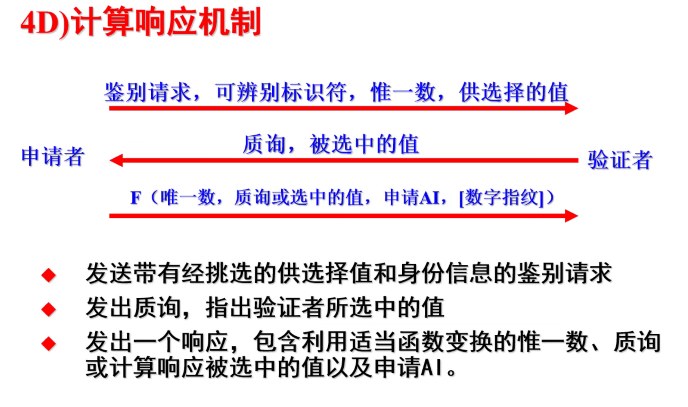 4D)计算响应机制
鉴别请求，可辨别标识符，惟一数，供选择的值
质询，被选中的值
申请者
验证者
F（唯一数，质询或选中的值，申请AI，[数字指纹]）
发送带有经挑选的供选择值和身份信息的鉴别请求
发出质询，指出验证者所选中的值
发出一个响应，包含利用适当函数变换的惟一数、质询
或计算响应被选中的值以及申请AI。